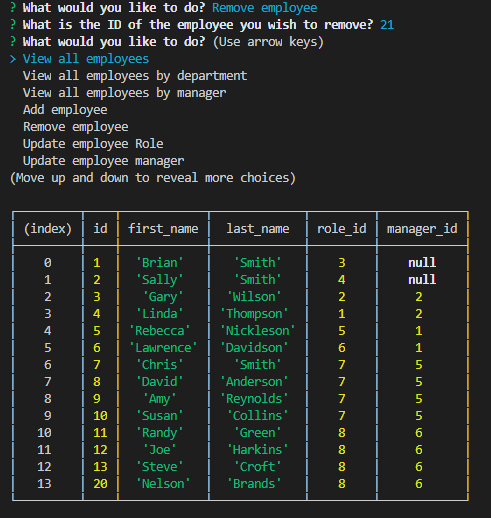 ? What would you like to do? Remove employee
? What is the ID of the employee you wish to remove? 21
? What would you like to do? (Use arrow keys)
> View all employees
View all employees by department
View all employees by manager
Add employee
Remove employee
Update employee Role
Update employee manager
(Move up and down to reveal more choices)
(index) id first_name last_name role_id manager_id
0 1 'Brian' 'Smith' 3 null
1 2 'Sally' 'Smith' 4 null
2 3 'Gary' 'Wilson' 2 2
3 4 'Linda' 'Thompson' 1 2
4 5 'Rebecca' 'Nickleson' 5 1
5 6 'Lawrence' 'Davidson' 6 1
6 7 'Chris' 'Smith' 7 5
7 8 'David' 'Anderson' 7 5
8 9 'Amy' 'Reynolds' 7 5
9 10 'Susan' 'Collins' 7 5
10 11 'Randy' 'Green' 8 6
11 12 'Joe' 'Harkins' 8 6
12 13 'Steve' 'Croft' 8 6
13 20 'Nelson' 'Brands' 8 6